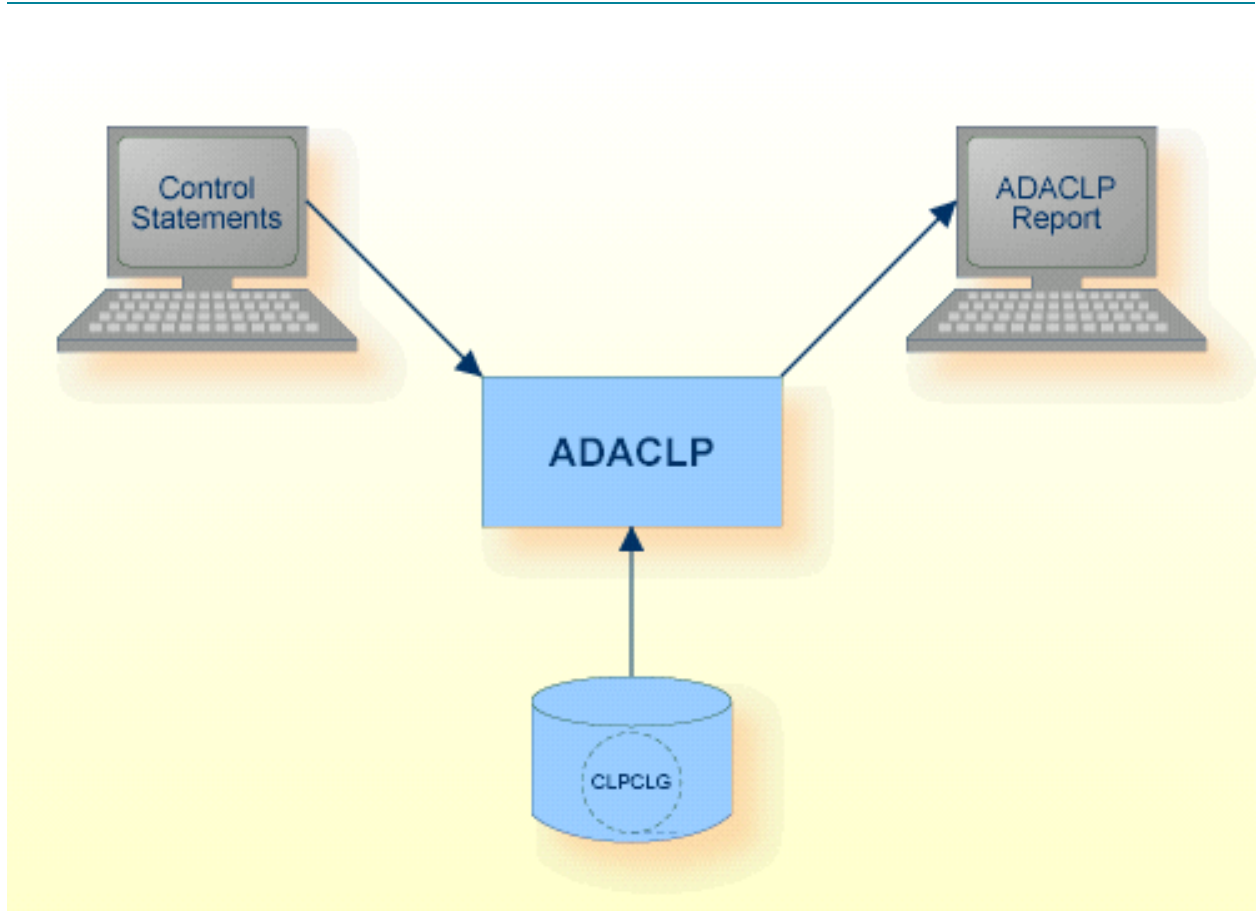 Control
Statements
ADACLP
Report
ADACLP
CLPCLG